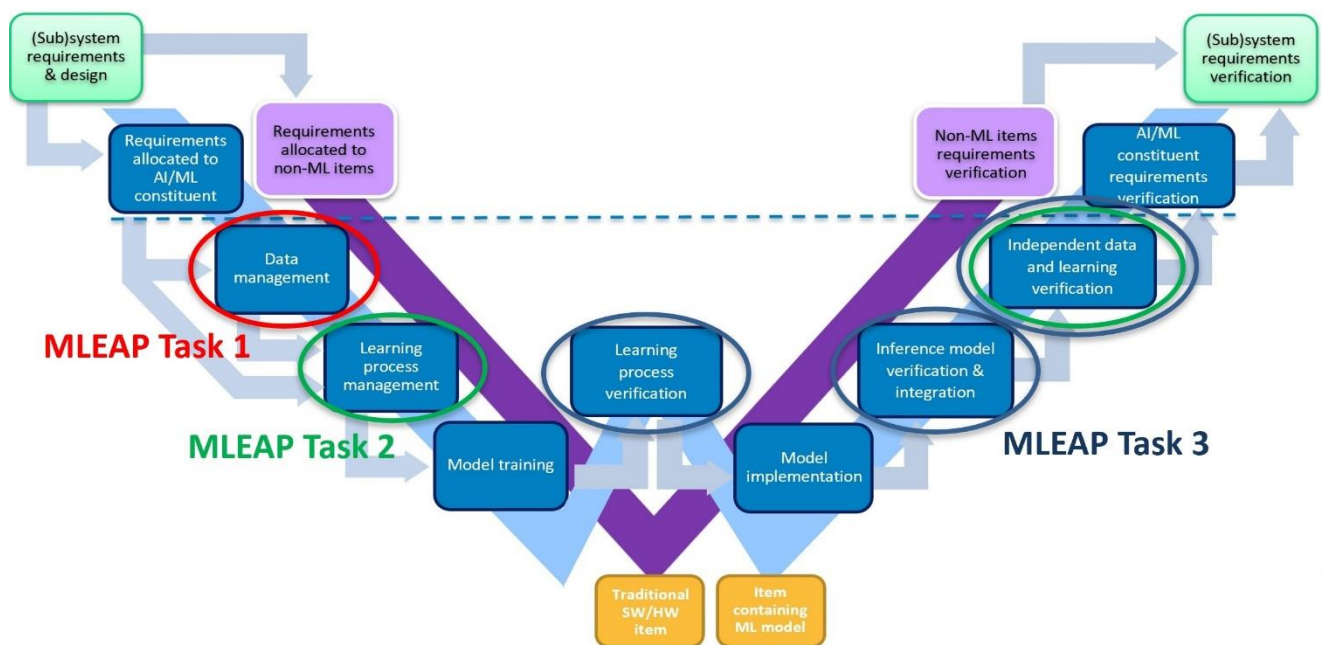 (Sub)system
requirements
& design
(Sub)system
requirements
verification
Requirements
allocated to
AI/ML
constituent
Requirements
allocated to
non-ML items
Non-ML items
requirements
verification
AI/ML
constituent
requirements
verification
Data
management
Independent data
and learning
verification
MLEAP Task 1
Learning
process
management
Learning
process
verification
Inference model
verification &
integration
MLEAP Task 2
MLEAP Task 3
Model training
Model
implementation
Traditional
SW/HW
item
Item
containing
ML model